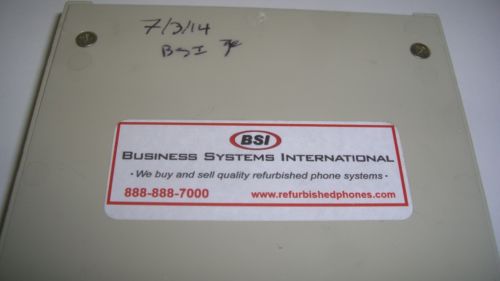 7/3/14
BSI
BSI
BUSINESS SYSTEMS INTERNATIONAL
· We buy and sell quality refurbished phone systems ·
888-888-7000 www.refurbishedphones.com